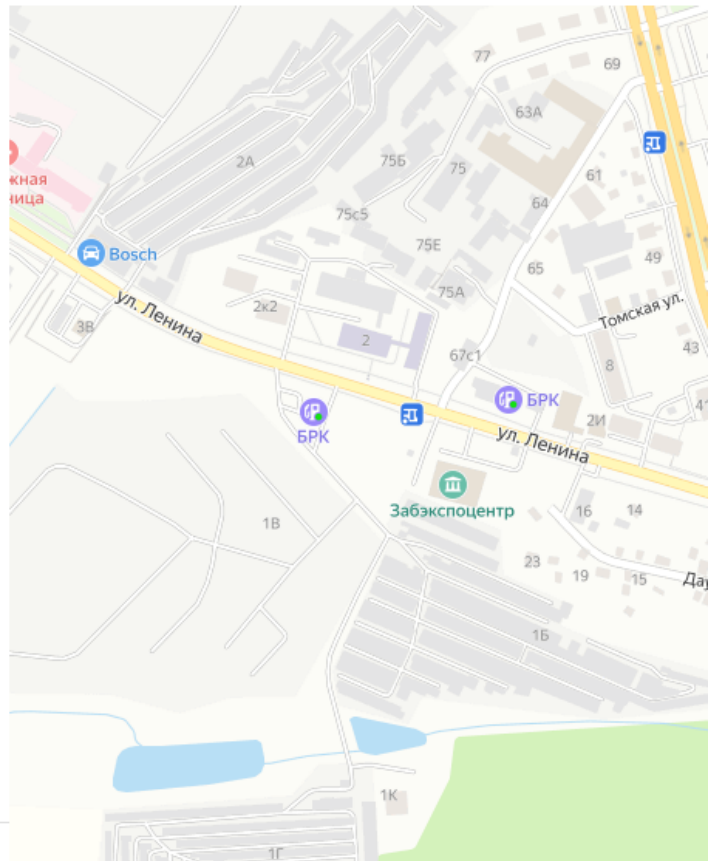 77
69
63А
2А
75Б
75
61
жная
ница
64
75с5
75Е
49
Bosch
65
75А
2к2
ул. Ленина
Томская ул.
3В
2
43
67с1
8
БРК
41
БРК
2И
ул. Ленина
Забэкспоцентр
16
14
1В
23
19
15
Дау
1Б
1К
1Г